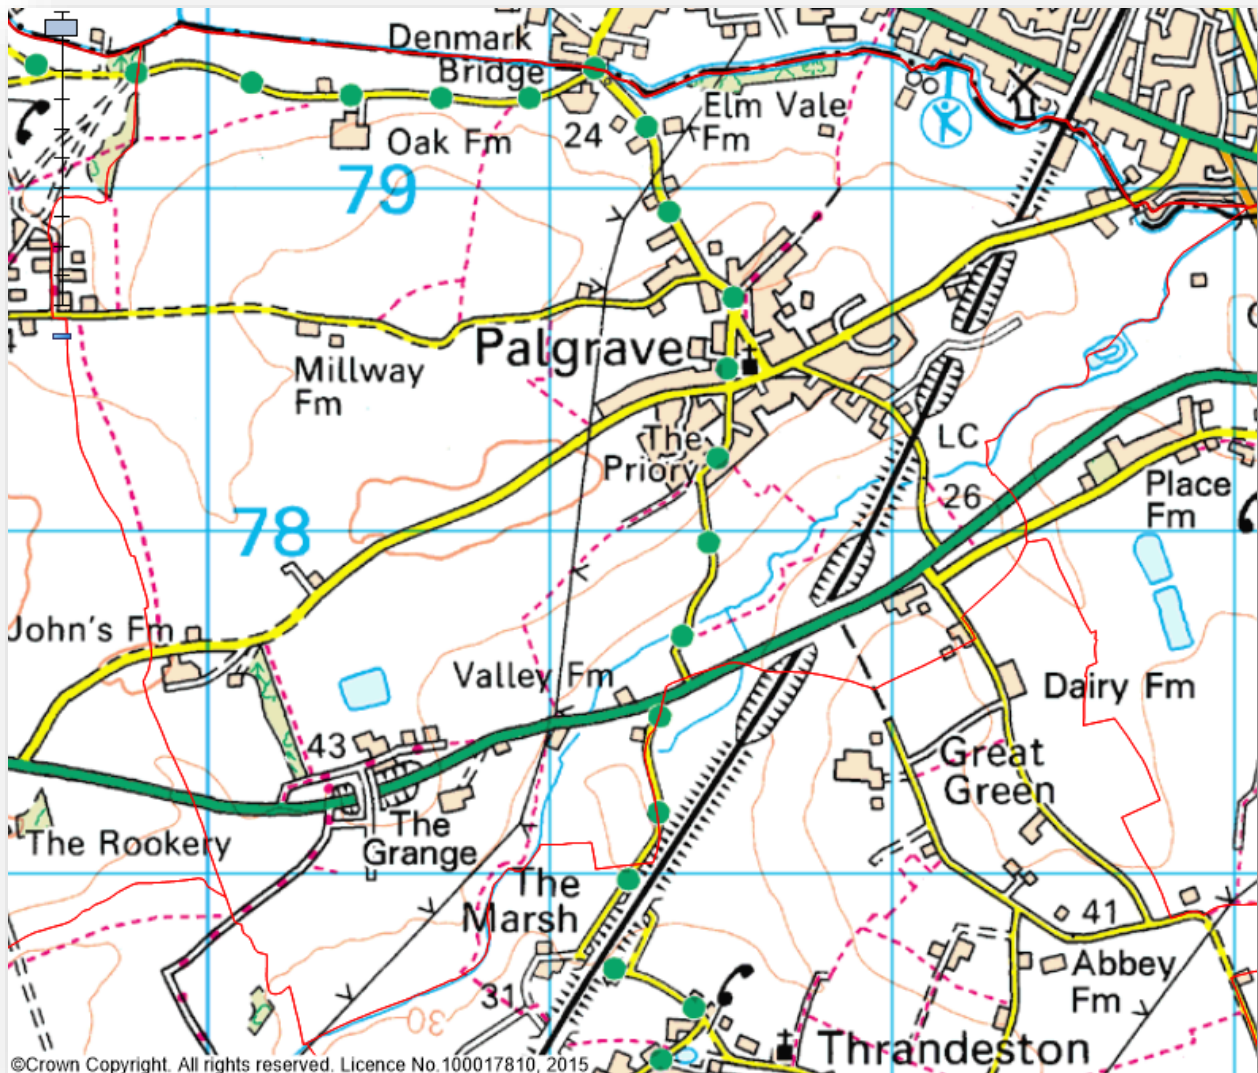 Denmark
Bridge
Elm Vale
Fm
24
Oak Fm
79
Palgrave
Millway
Fm
The
Priory
LC
26
Place
Fm
78
John's Fm
Valley Fm
Dairy Fm
43
Great
Green
The Rookery
The
Grange
The
Marsh
41
Abbey
Fm
31
30
Thrandeston
©Crown Copyright. All rights reserved. Licence No.100017810, 2015